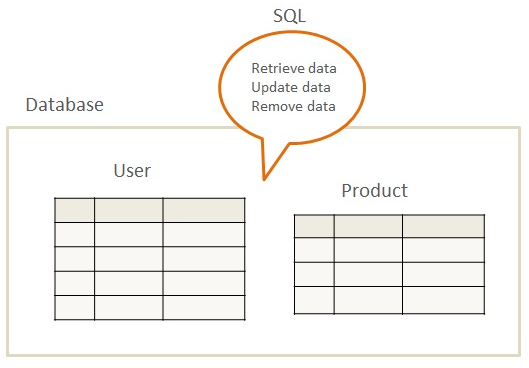 SQL
Retrieve data
Update data
Remove data
Database
User
Product